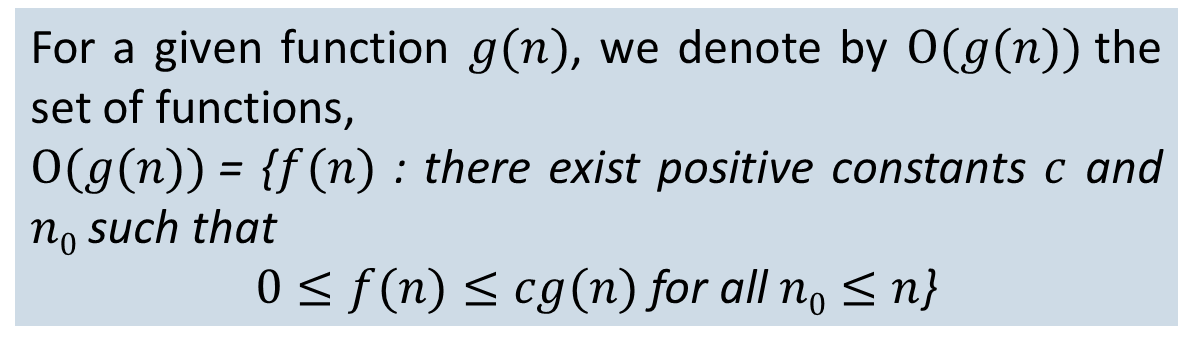 For a given function g(n), we denote by O(g(n)) the
set of functions,
O(g(n)) = {f(n) : there exist positive constants c and
n₀ such that
0 ≤ f(n) ≤ cg(n) for all n₀ ≤ n}